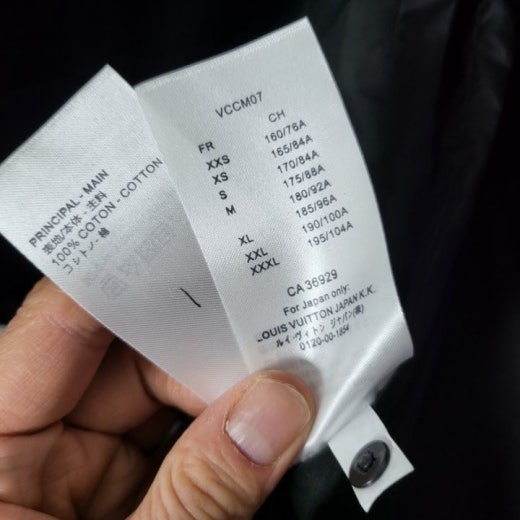 PRINCIPAL - MAIN
表地/本体 - 主料
100% COTON - COTTON
コットン - 棉
VCCM07
FR CH
XXS 160/76A
XS 165/84A
S 170/84A
M 175/88A
180/92A
XL 185/96A
XXL 190/100A
XXXL 195/104A
CA 36929
For Japan only:
LOUIS VUITTON JAPAN K.K.
ルイ・ヴィトン ジャパン(株)
0120-00-1854